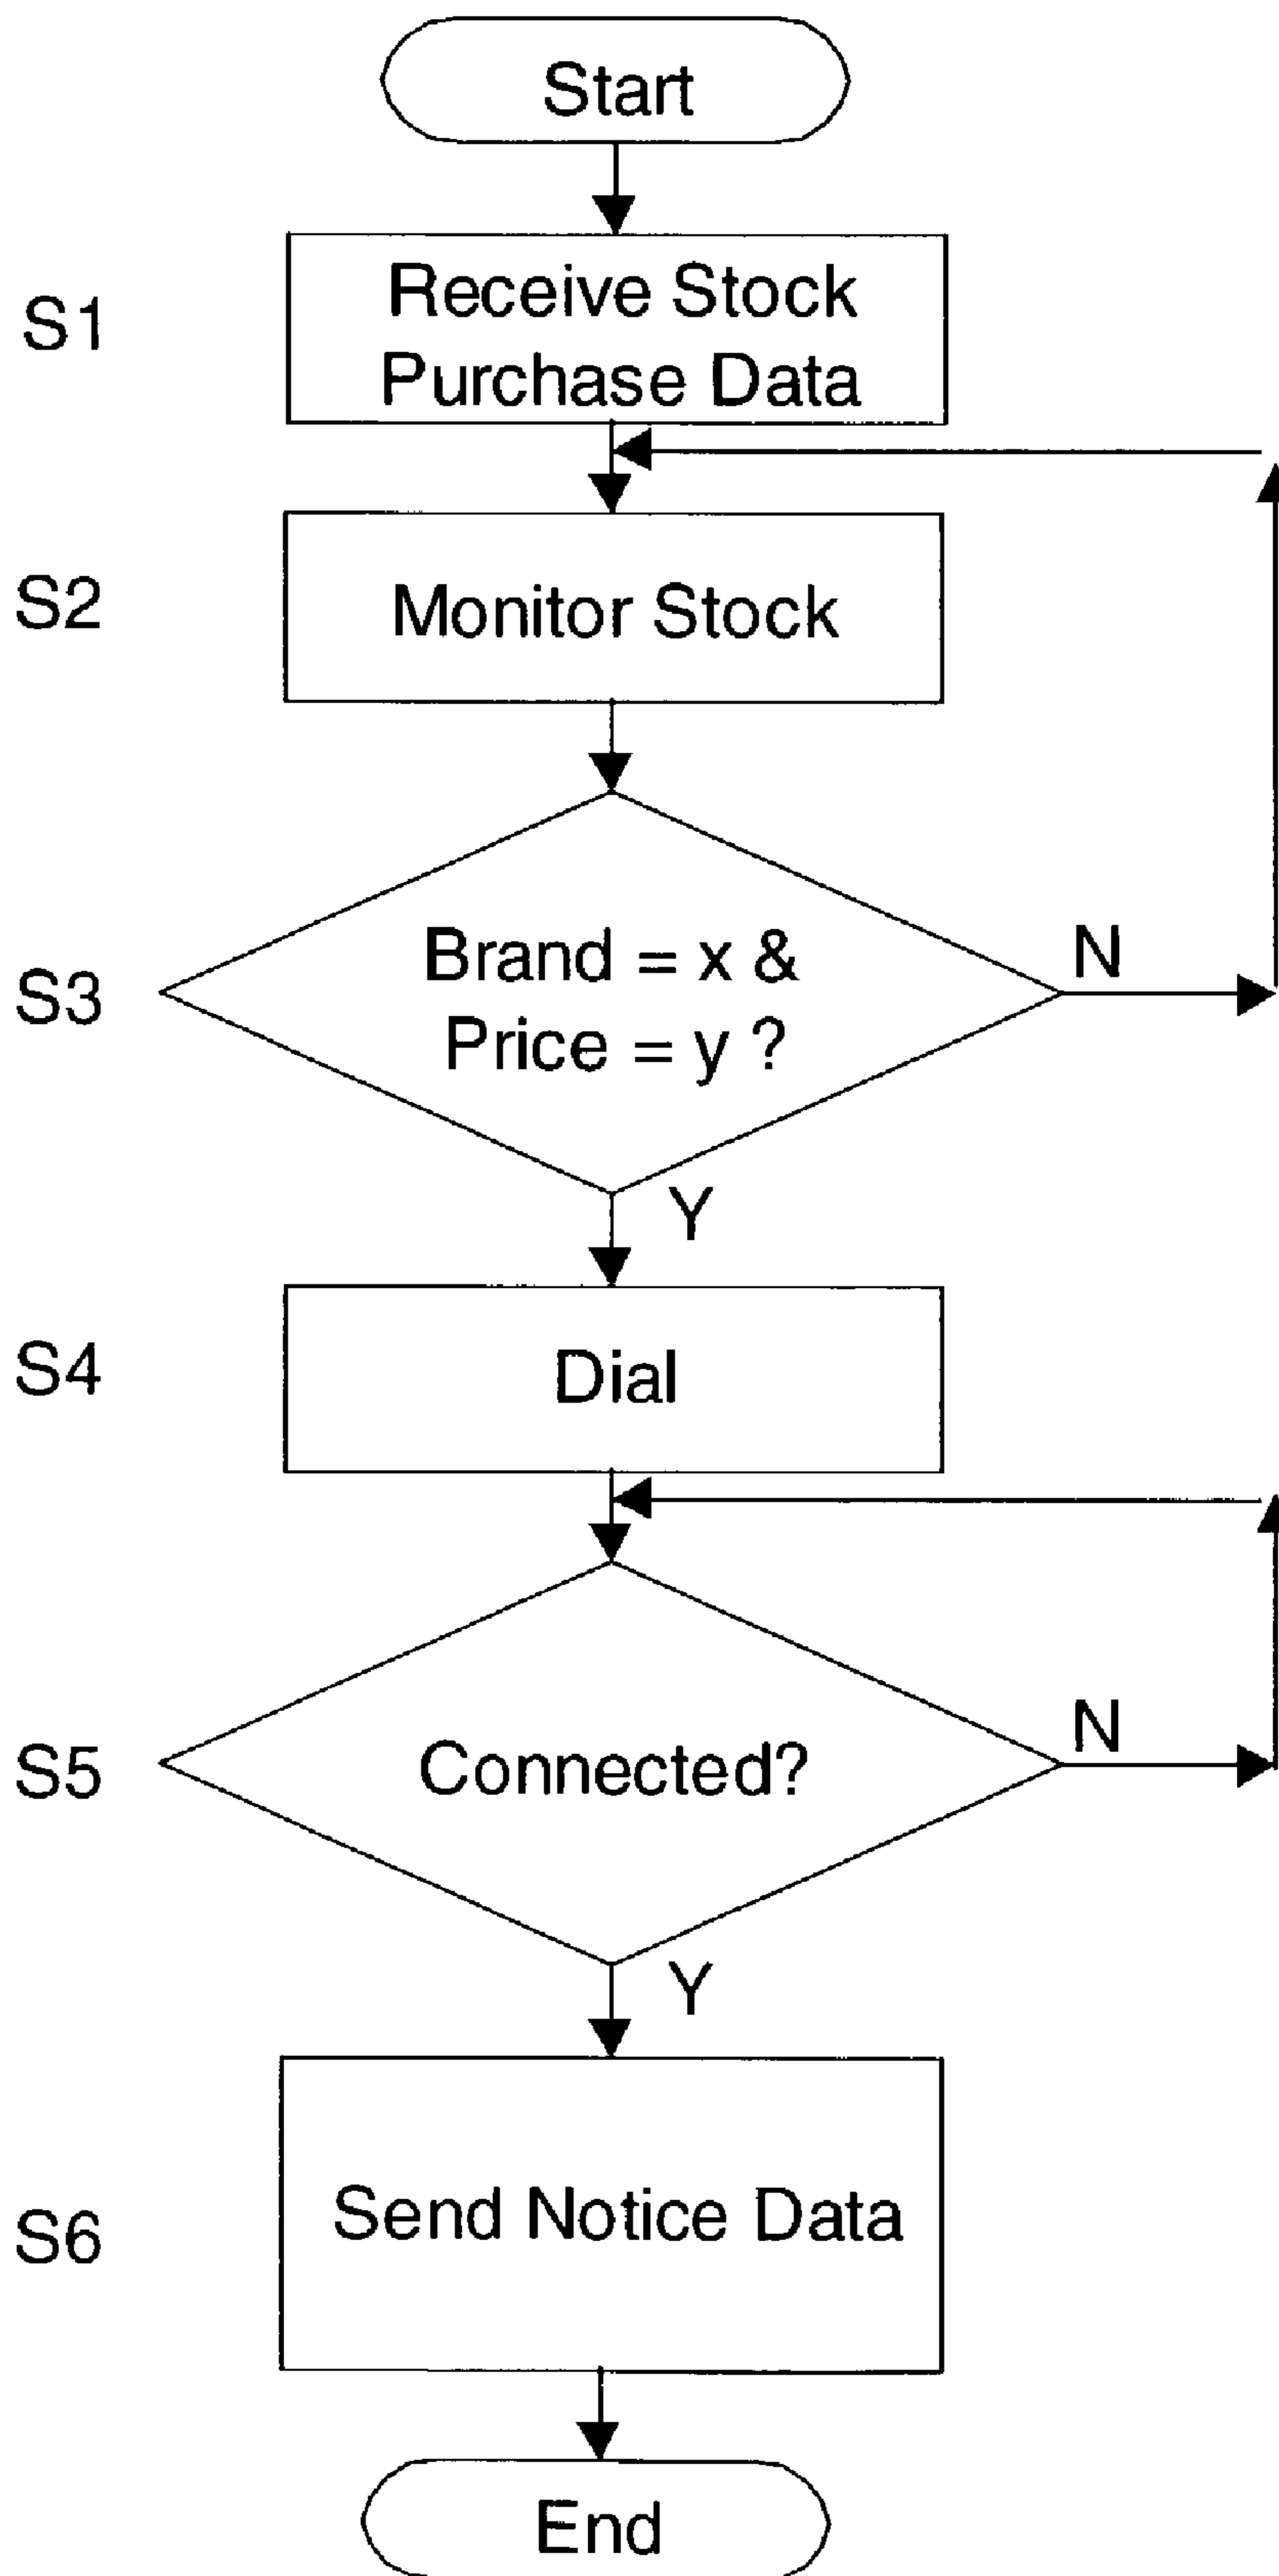 Start
S1
Receive Stock
Purchase Data
S2
Monitor Stock
S3
Brand = x &
Price = y ?
N
Y
S4
Dial
S5
Connected?
N
Y
S6
Send Notice Data
End